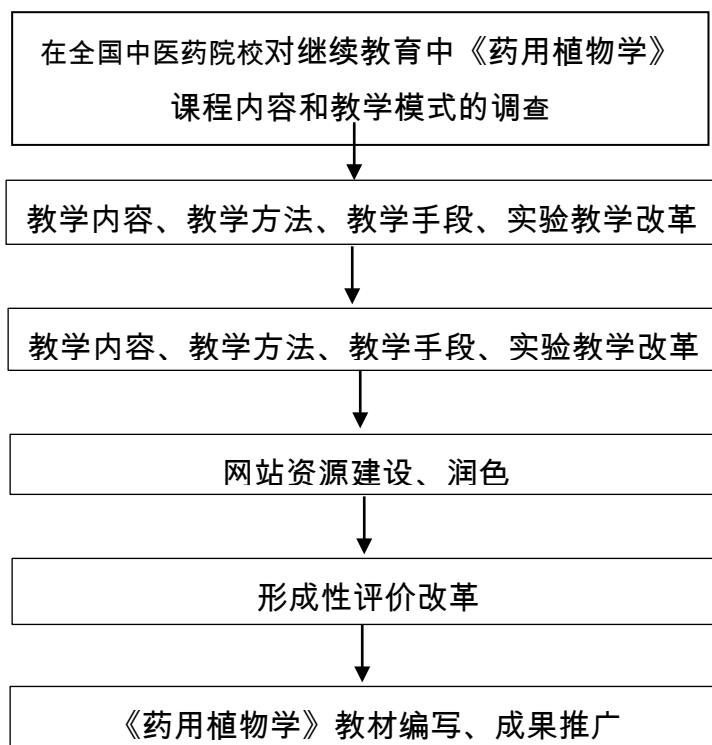 在全国中医药院校对继续教育中《药用植物学》
课程内容和教学模式的调查
教学内容、教学方法、教学手段、实验教学改革
教学内容、教学方法、教学手段、实验教学改革
网站资源建设、润色
形成性评价改革
《药用植物学》教材编写、成果推广